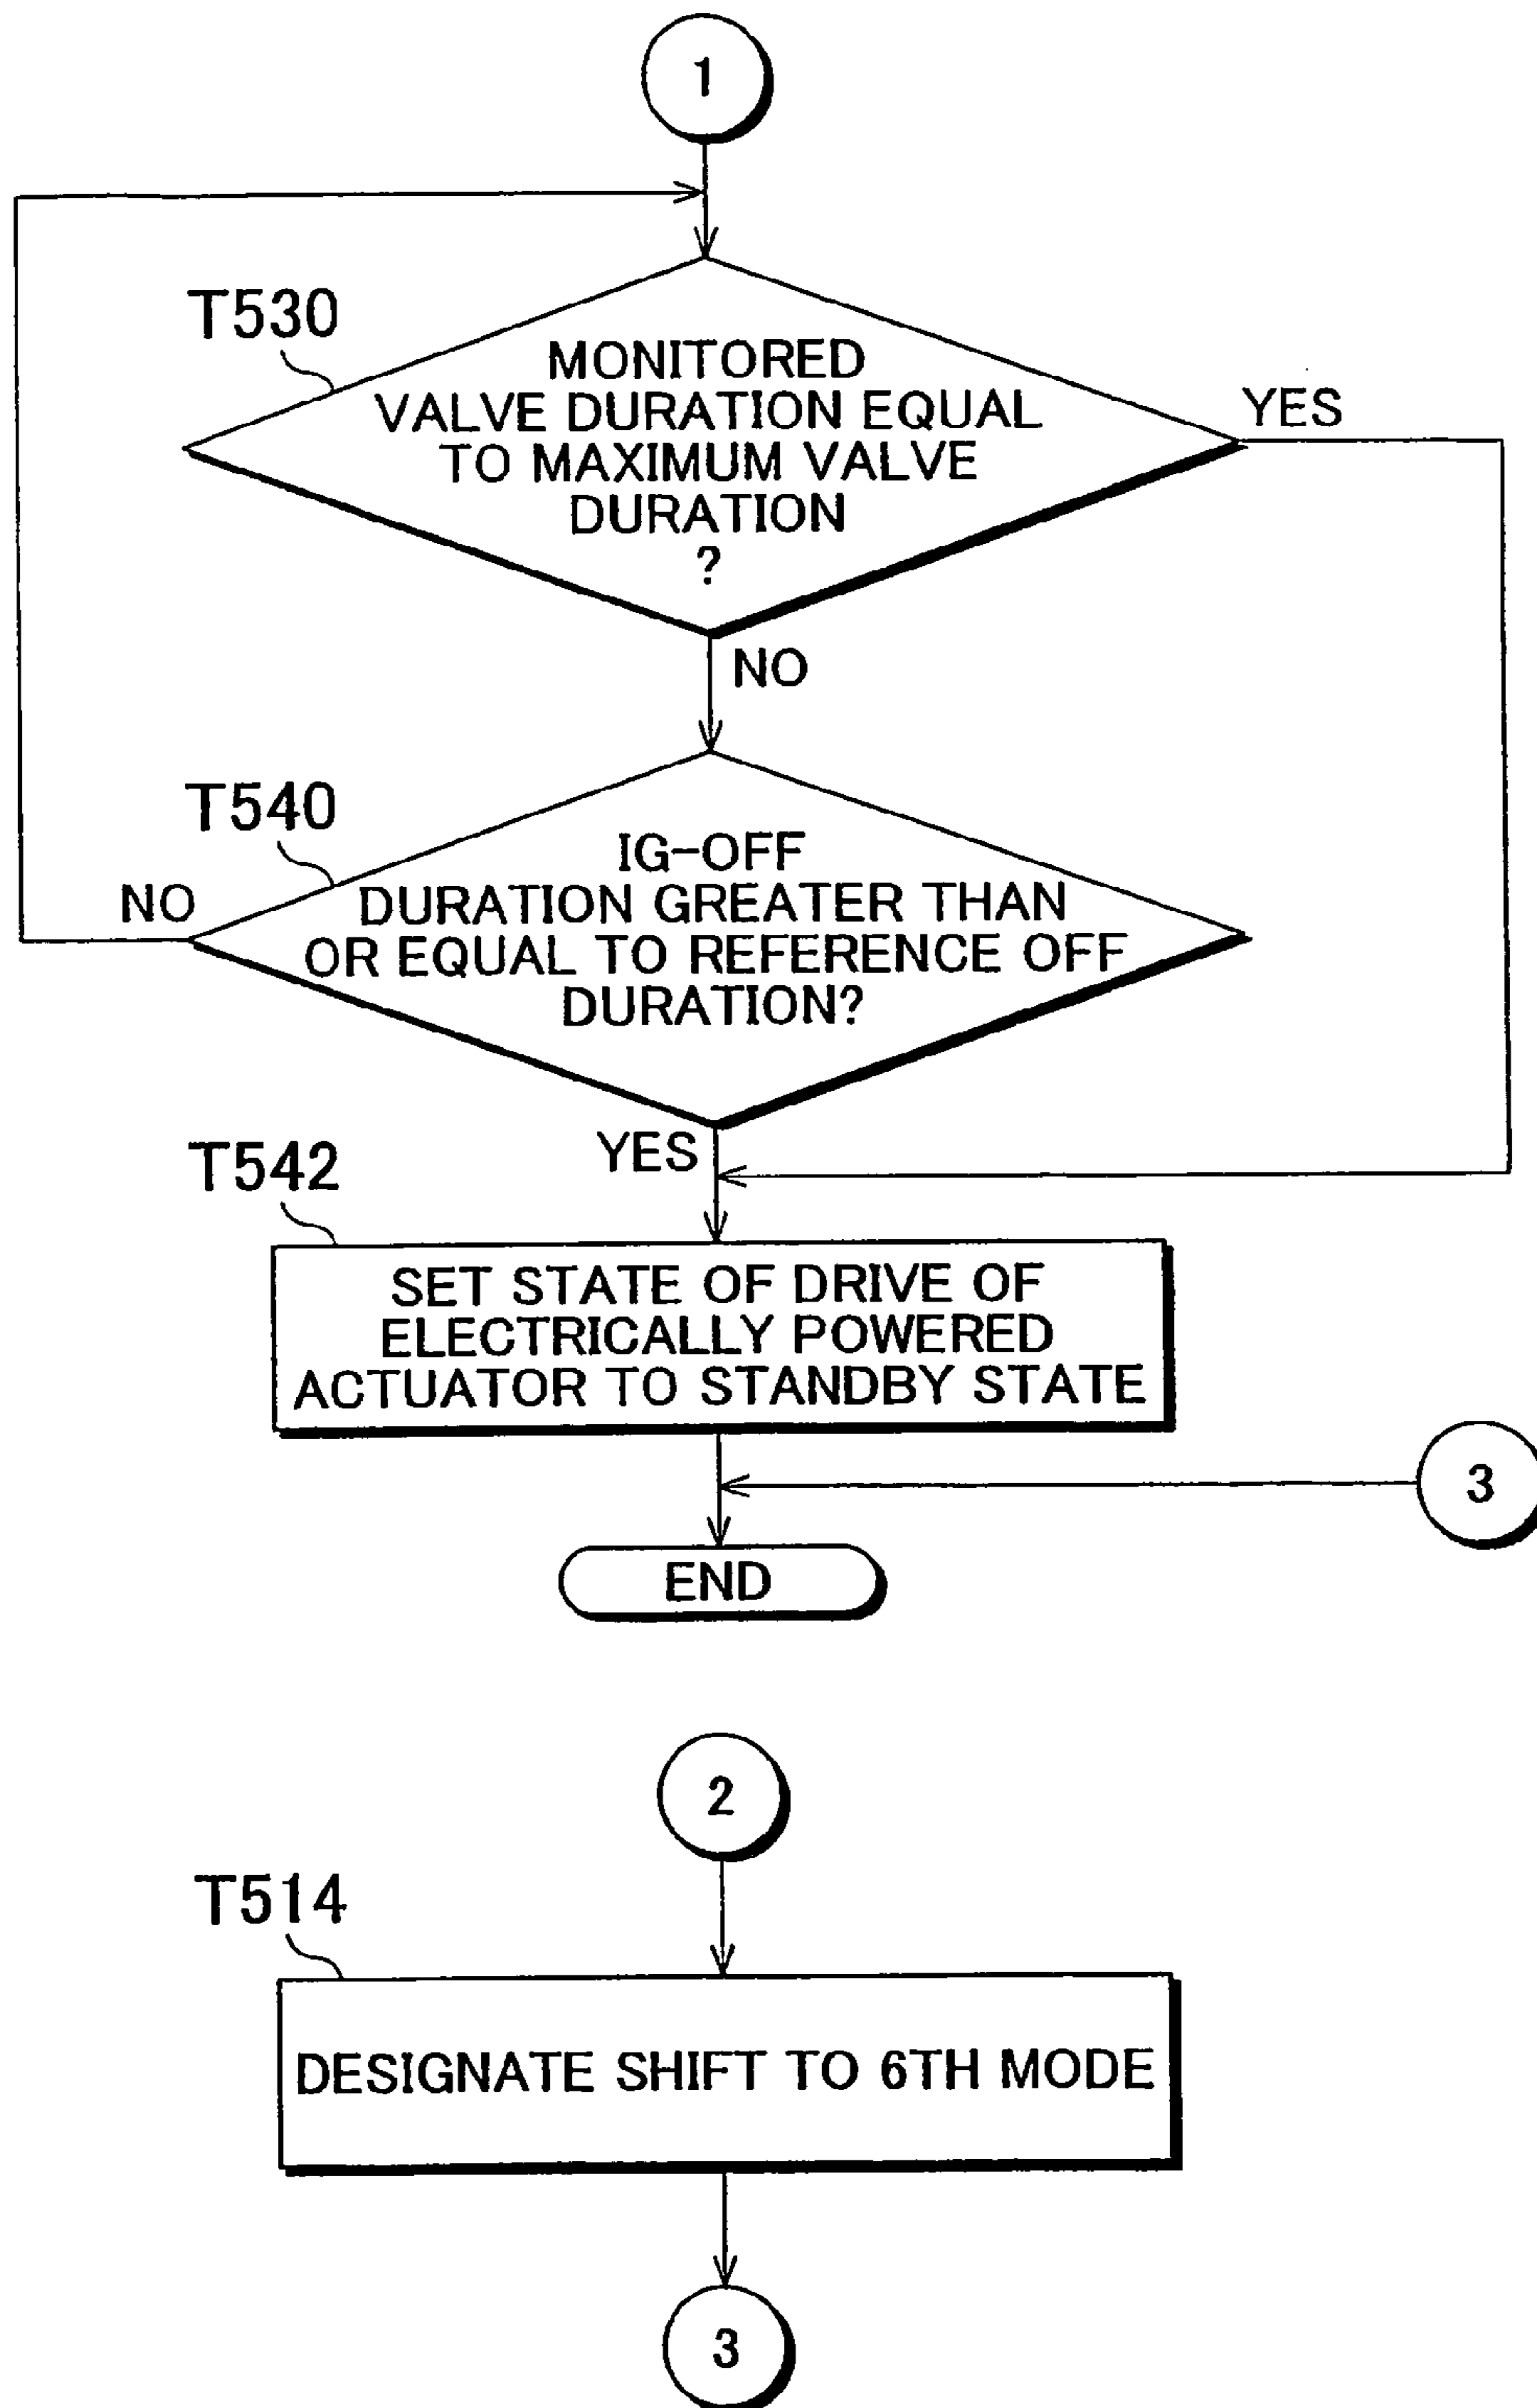 1
T530
MONITORED
VALVE DURATION EQUAL
TO MAXIMUM VALVE
DURATION
?
YES
NO
T540
IG-OFF
DURATION GREATER THAN
OR EQUAL TO REFERENCE OFF
DURATION?
NO
YES
T542
SET STATE OF DRIVE OF
ELECTRICALLY POWERED
ACTUATOR TO STANDBY STATE
3
END
2
T514
DESIGNATE SHIFT TO 6TH MODE
3